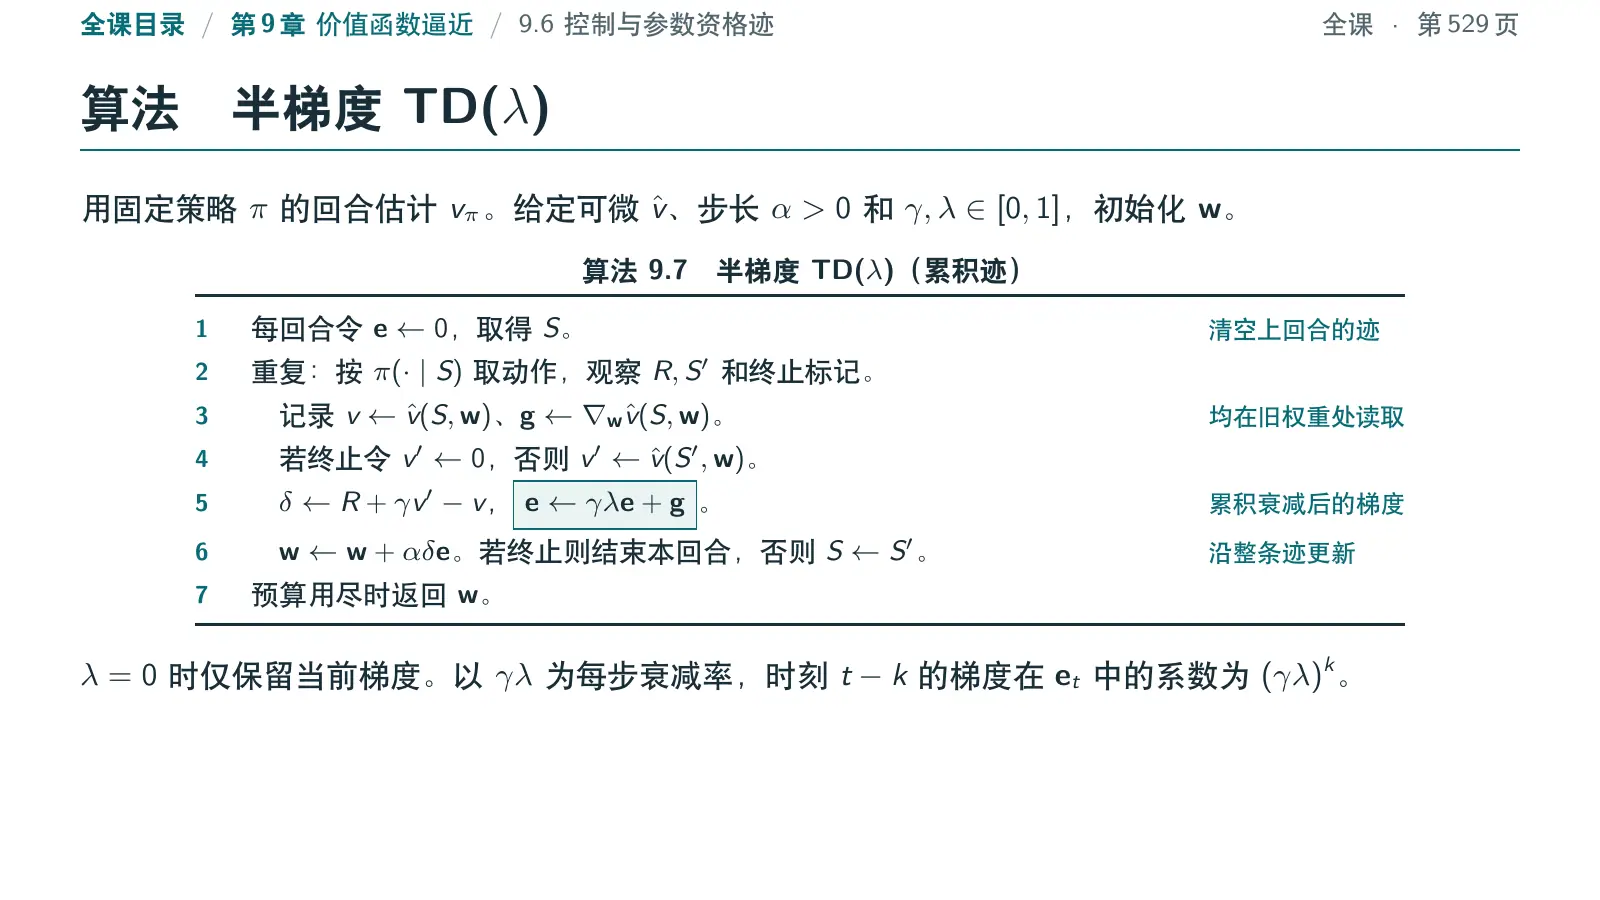 全课目录 / 第 9 章 价值函数逼近 / 9.6 控制与参数资格迹 全课 · 第 529 页
算法 半梯度 TD(λ)
用固定策略 π 的回合估计 v_π。给定可微 v̂、步长 α > 0 和 γ, λ ∈ [0, 1]，初始化 w。
算法 9.7 半梯度 TD(λ)（累积迹）
1 每回合令 e ← 0，取得 S。 清空上回合的迹
2 重复：按 π(· | S) 取动作，观察 R, S′ 和终止标记。
3 记录 v ← v̂(S, w)、g ← ∇_w v̂(S, w)。 均在旧权重处读取
4 若终止令 v′ ← 0，否则 v′ ← v̂(S′, w)。
5 δ ← R + γv′ − v， e ← γλe + g 。 累积衰减后的梯度
6 w ← w + αδe。若终止则结束本回合，否则 S ← S′。 沿整条迹更新
7 预算用尽时返回 w。
λ = 0 时仅保留当前梯度。以 γλ 为每步衰减率，时刻 t − k 的梯度在 e_t 中的系数为 (γλ)^k。